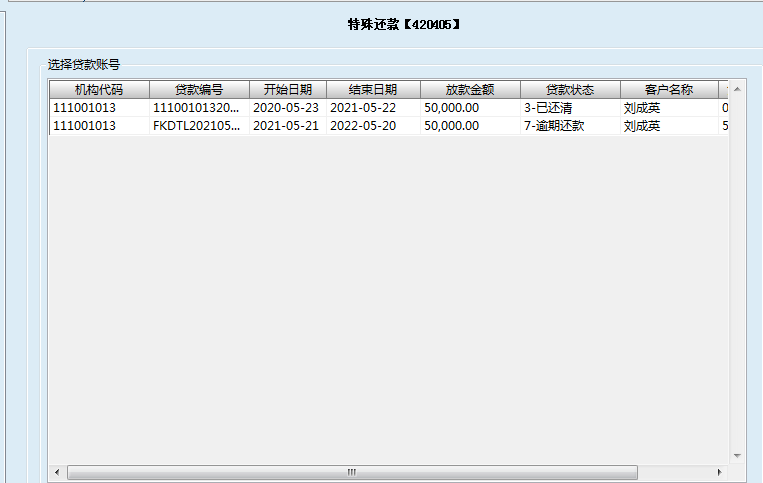 特殊还款【420405】
选择贷款账号
机构代码 贷款编号 开始日期 结束日期 放款金额 贷款状态 客户名称
111001013 11100101320... 2020-05-23 2021-05-22 50,000.00 3-已还清 刘成英 0
111001013 FKDTL202105... 2021-05-21 2022-05-20 50,000.00 7-逾期还款 刘成英 5